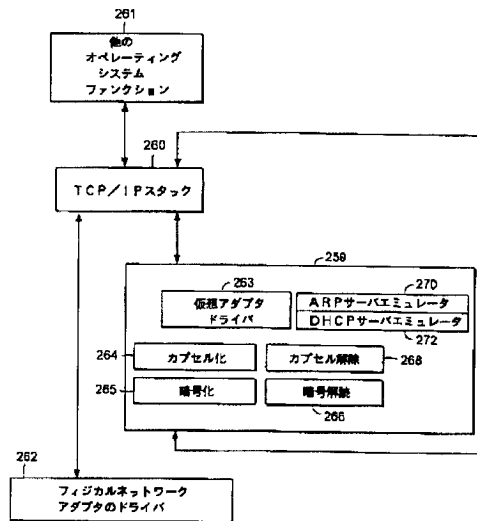 261
他の
オペレーティング
システム
ファンクション
260
TCP/IPスタック
259
263
仮想アダプタ
ドライバ
270
ARPサーバエミュレータ
DHCPサーバエミュレータ
272
264
カプセル化
カプセル解除
268
265
暗号化
暗号解読
266
262
フィジカルネットワーク
アダプタのドライバ